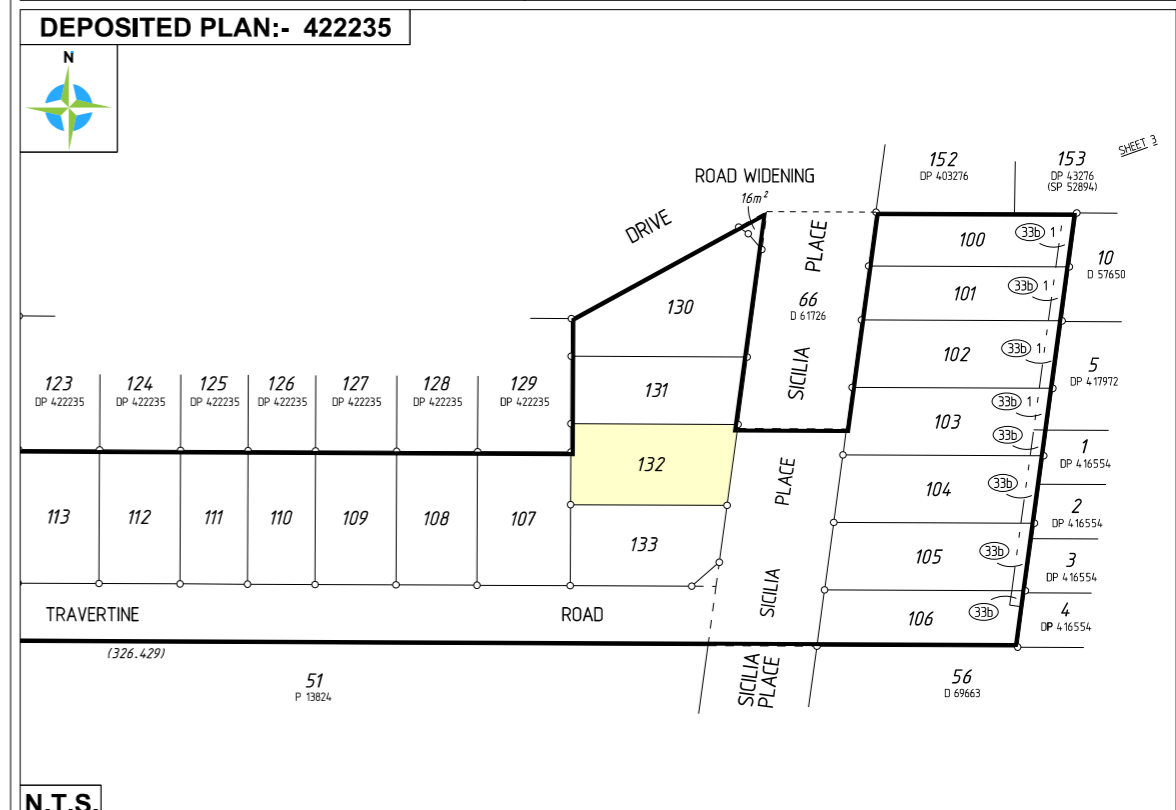 DEPOSITED PLAN:- 422235
N
SHEET 3
152
DP 403276
153
DP 43276
(SP 52894)
ROAD WIDENING
16m²
DRIVE
PLACE
100
33b 1
10
D 57650
130
66
D 61726
101
33b 1
SICILIA
102
33b 1
5
DP 417972
123
DP 422235
124
DP 422235
125
DP 422235
126
DP 422235
127
DP 422235
128
DP 422235
129
DP 422235
131
103
33b 1
33b
1
DP 416554
132
PLACE
104
33b
2
DP 416554
113
112
111
110
109
108
107
133
105
33b
3
DP 416554
SICILIA
TRAVERTINE
ROAD
106
33b
4
DP 416554
(326.429)
51
P 13824
SICILIA
PLACE
56
D 69663
N.T.S.